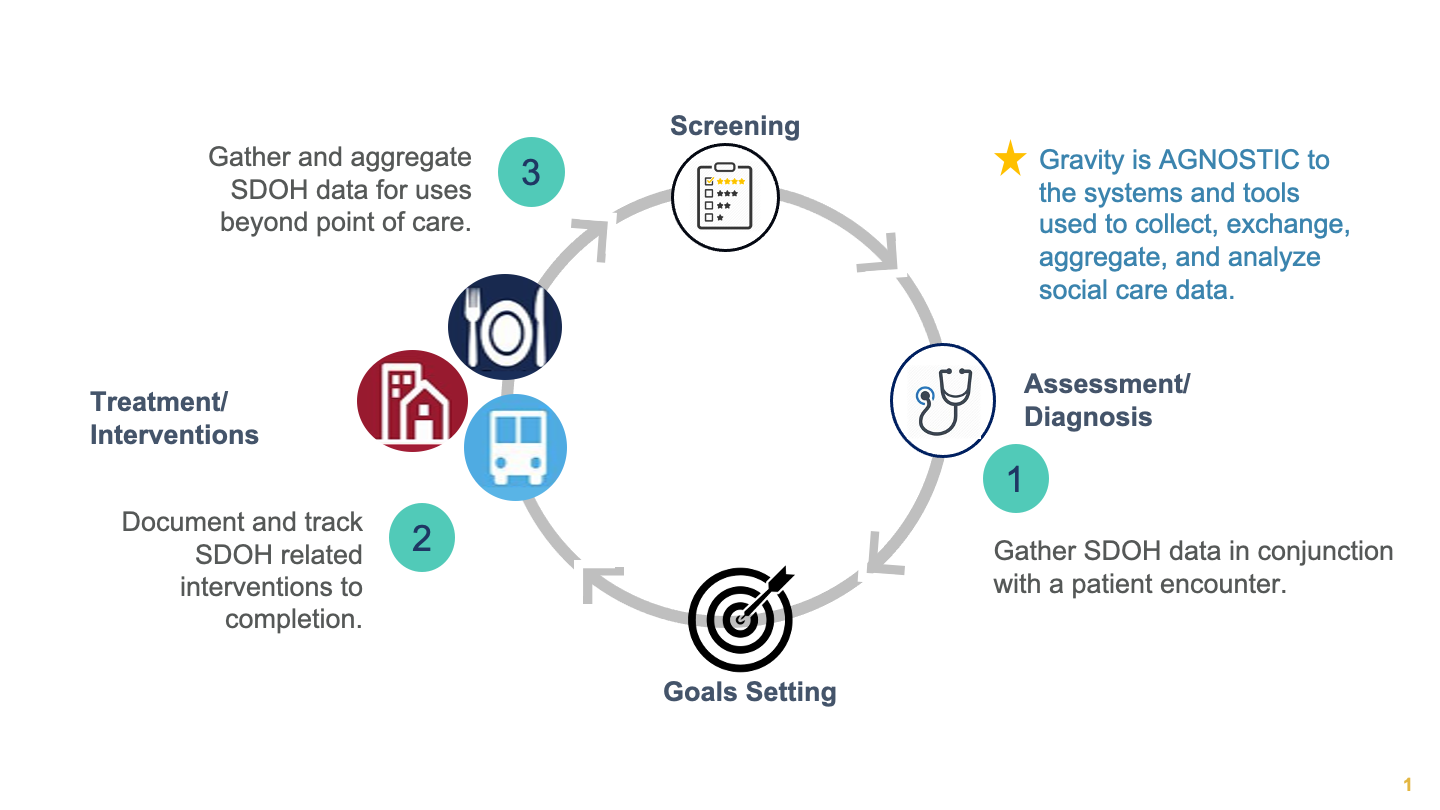 Screening
3
Gather and aggregate
SDOH data for uses
beyond point of care.
Gravity is AGNOSTIC to
the systems and tools
used to collect, exchange,
aggregate, and analyze
social care data.
Assessment/
Diagnosis
1
Gather SDOH data in conjunction
with a patient encounter.
Treatment/
Interventions
2
Document and track
SDOH related
interventions to
completion.
Goals Setting
1